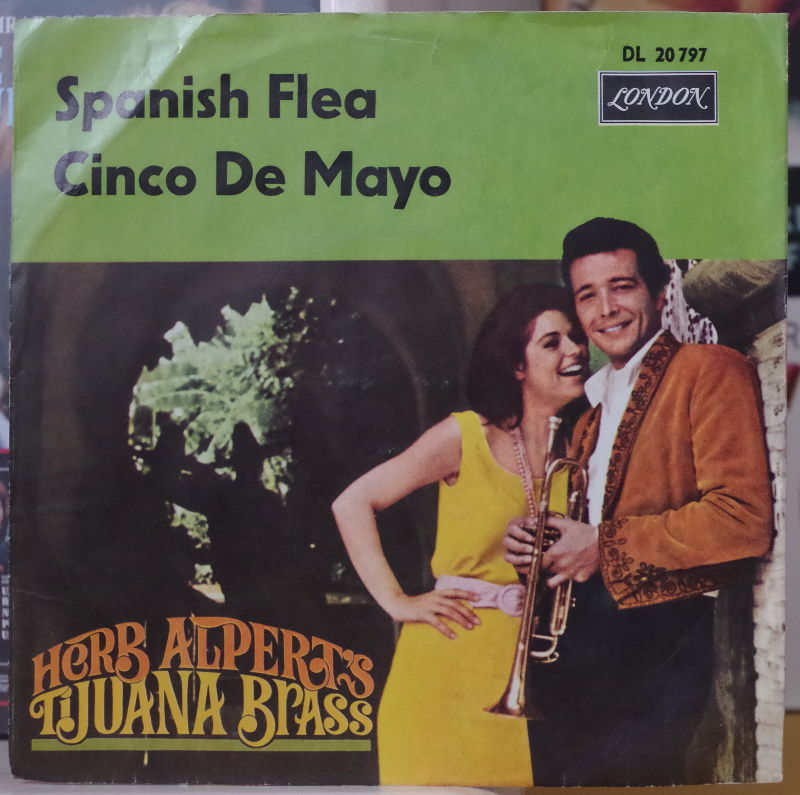 DL 20 797
LONDON
Spanish Flea
Cinco De Mayo
HERB ALPERT'S
TIJUANA BRASS